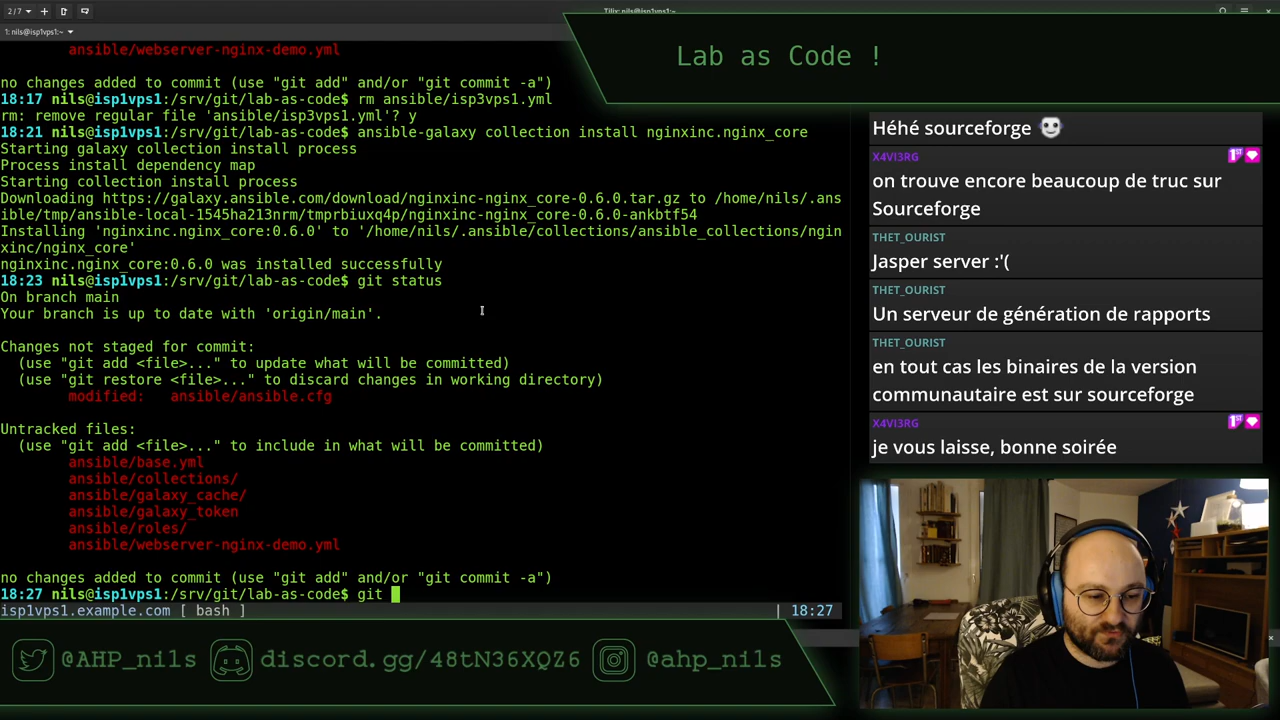 2/7
Tilix: nils@isp1vps1:~
1: nils@isp1vps1:~
Lab as Code !
ansible/webserver-nginx-demo.yml
no changes added to commit (use "git add" and/or "git commit -a")
18:17 nils@isp1vps1:/srv/git/lab-as-code$ rm ansible/isp3vps1.yml
rm: remove regular file 'ansible/isp3vps1.yml'? y
18:21 nils@isp1vps1:/srv/git/lab-as-code$ ansible-galaxy collection install nginxinc.nginx_core
Starting galaxy collection install process
Process install dependency map
Starting collection install process
Downloading https://galaxy.ansible.com/download/nginxinc-nginx_core-0.6.0.tar.gz to /home/nils/.ans
ible/tmp/ansible-local-1545ha213nrm/tmprbiuxq4p/nginxinc-nginx_core-0.6.0-ankbtf54
Installing 'nginxinc.nginx_core:0.6.0' to '/home/nils/.ansible/collections/ansible_collections/ngin
xinc/nginx_core'
nginxinc.nginx_core:0.6.0 was installed successfully
18:23 nils@isp1vps1:/srv/git/lab-as-code$ git status
On branch main
Your branch is up to date with 'origin/main'.
Changes not staged for commit:
(use "git add <file>..." to update what will be committed)
(use "git restore <file>..." to discard changes in working directory)
modified:   ansible/ansible.cfg
Untracked files:
(use "git add <file>..." to include in what will be committed)
ansible/base.yml
ansible/collections/
ansible/galaxy_cache/
ansible/galaxy_token
ansible/roles/
ansible/webserver-nginx-demo.yml
no changes added to commit (use "git add" and/or "git commit -a")
18:27 nils@isp1vps1:/srv/git/lab-as-code$ git
isp1vps1.example.com [ bash ] | 18:27
Héhé sourceforge
X4VI3RG
on trouve encore beaucoup de truc sur
Sourceforge
THET_OURIST
Jasper server :'(
THET_OURIST
Un serveur de génération de rapports
THET_OURIST
en tout cas les binaires de la version
communautaire est sur sourceforge
X4VI3RG
je vous laisse, bonne soirée
@AHP_nils
discord.gg/48tN36XQZ6
@ahp_nils